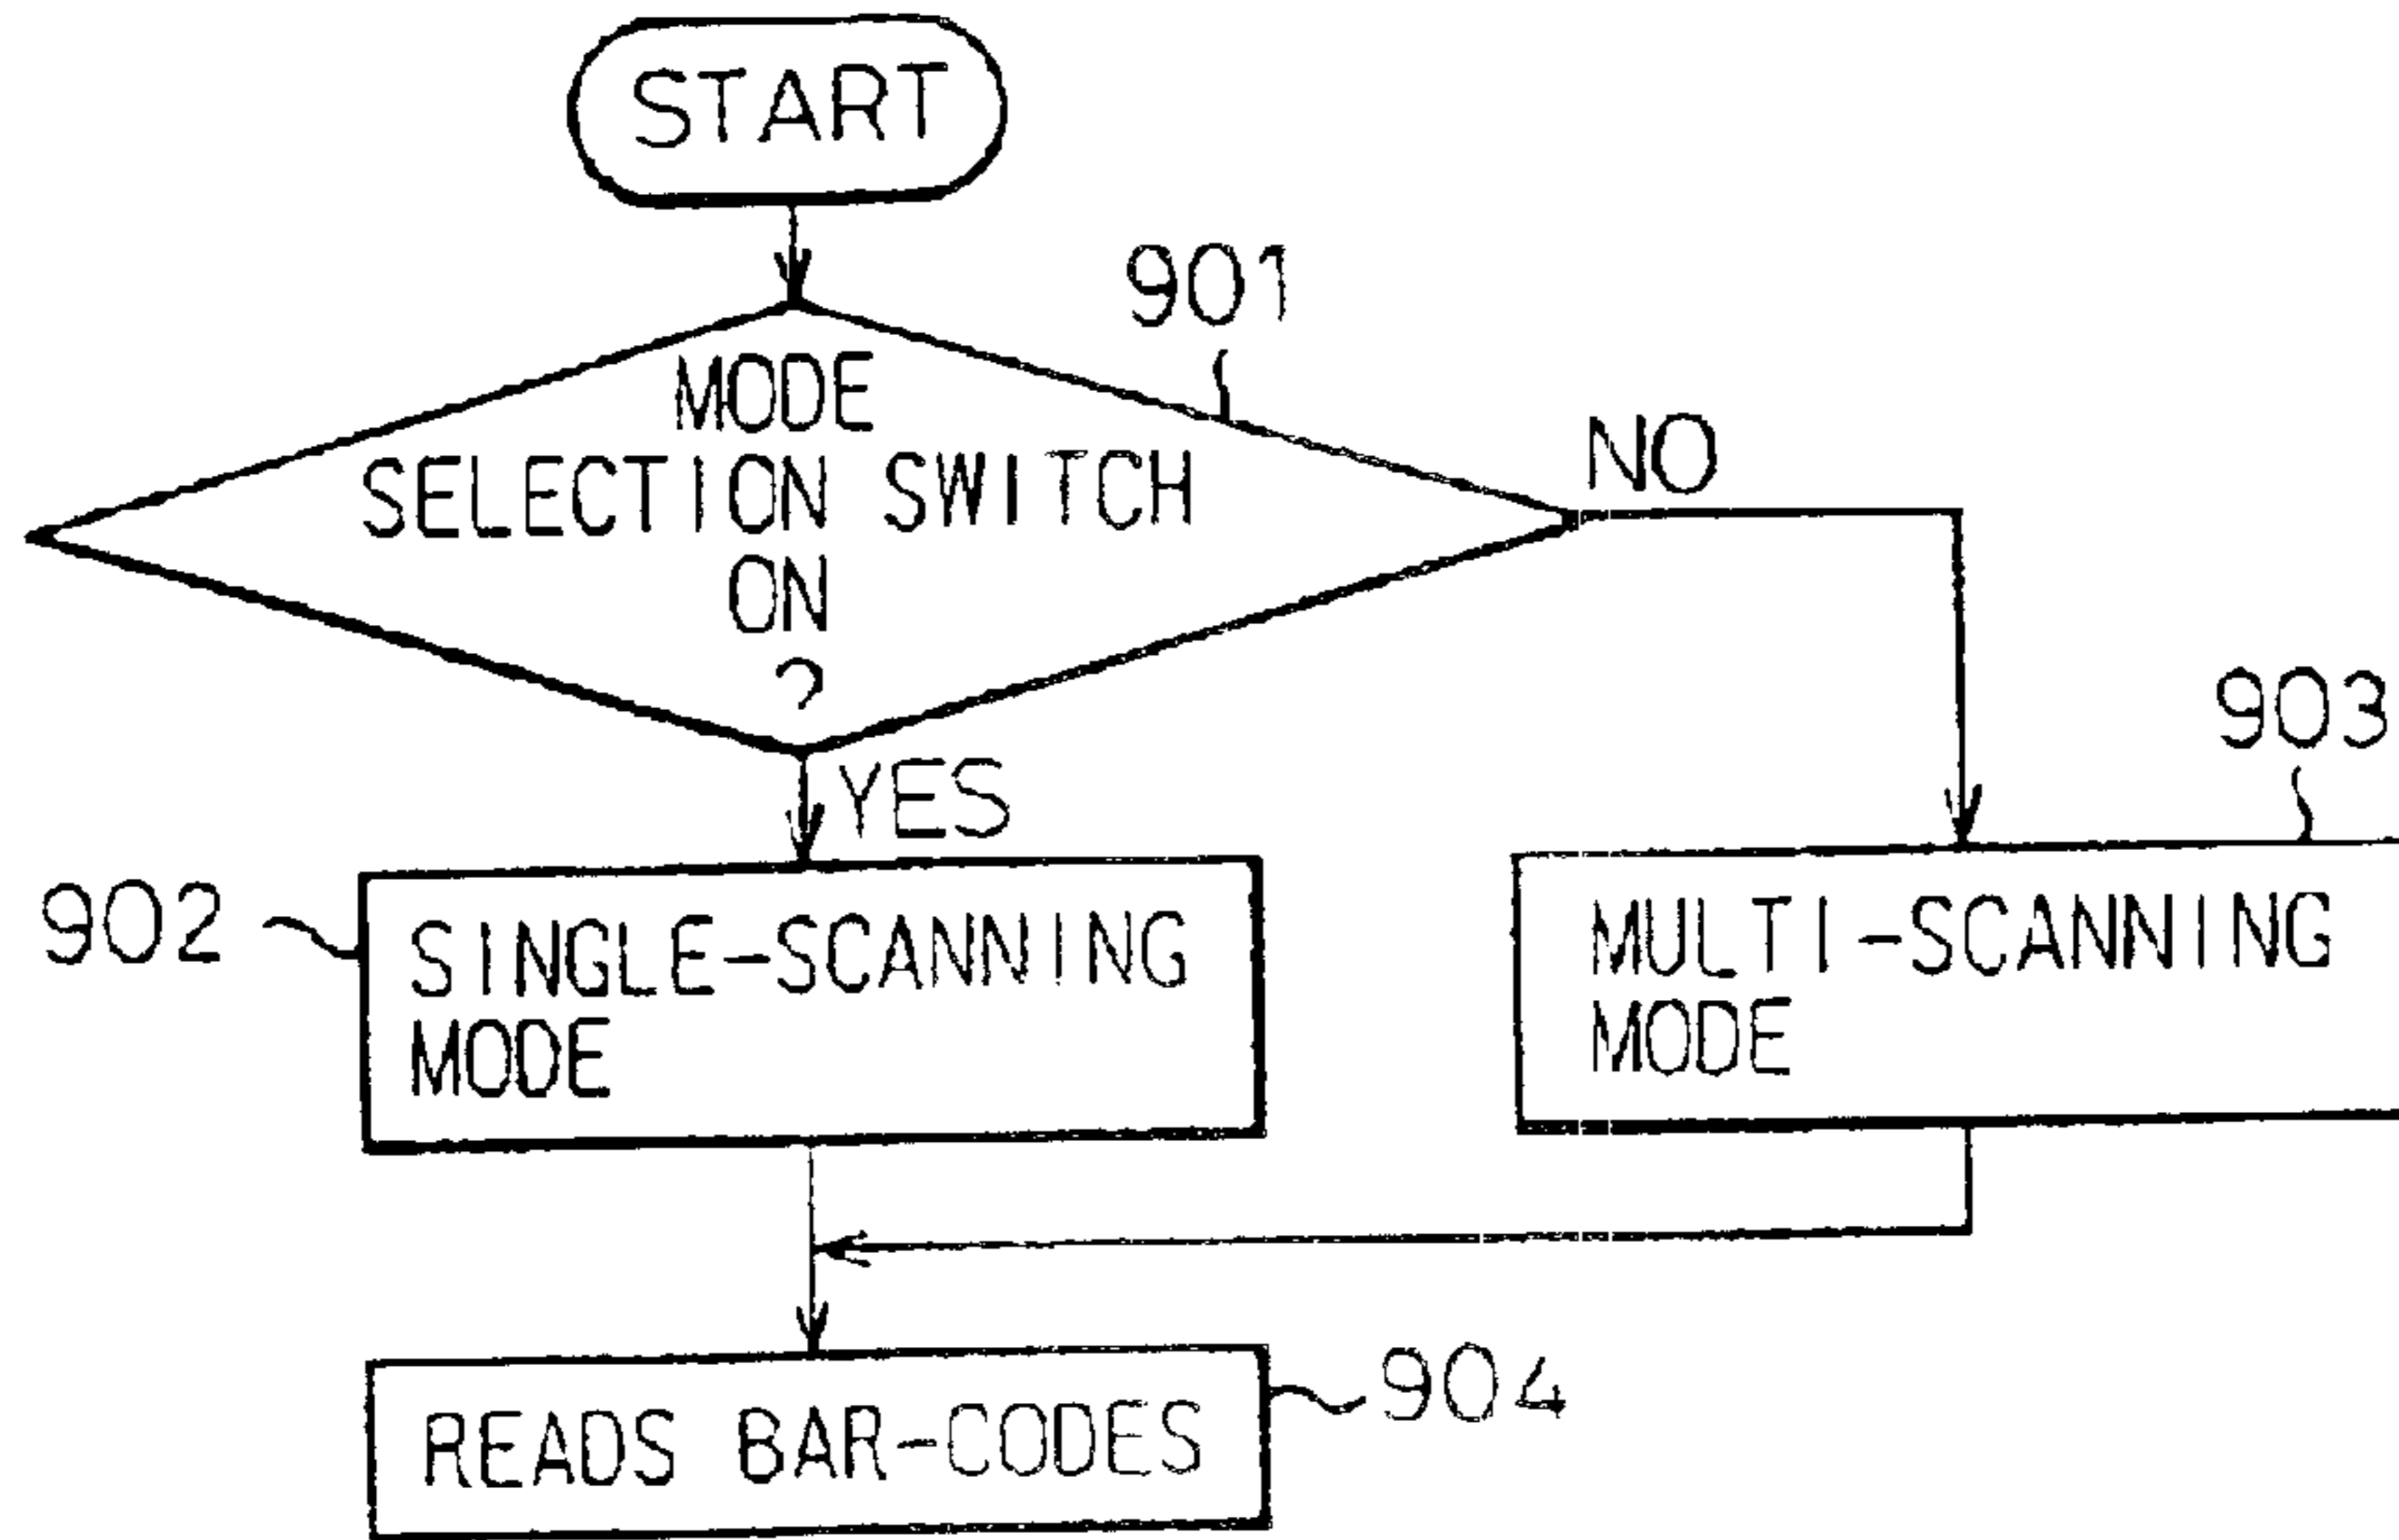 START
901
MODE
SELECTION SWITCH
ON
?
NO
YES
903
902
SINGLE-SCANNING
MODE
MULTI-SCANNING
MODE
READS BAR-CODES
904